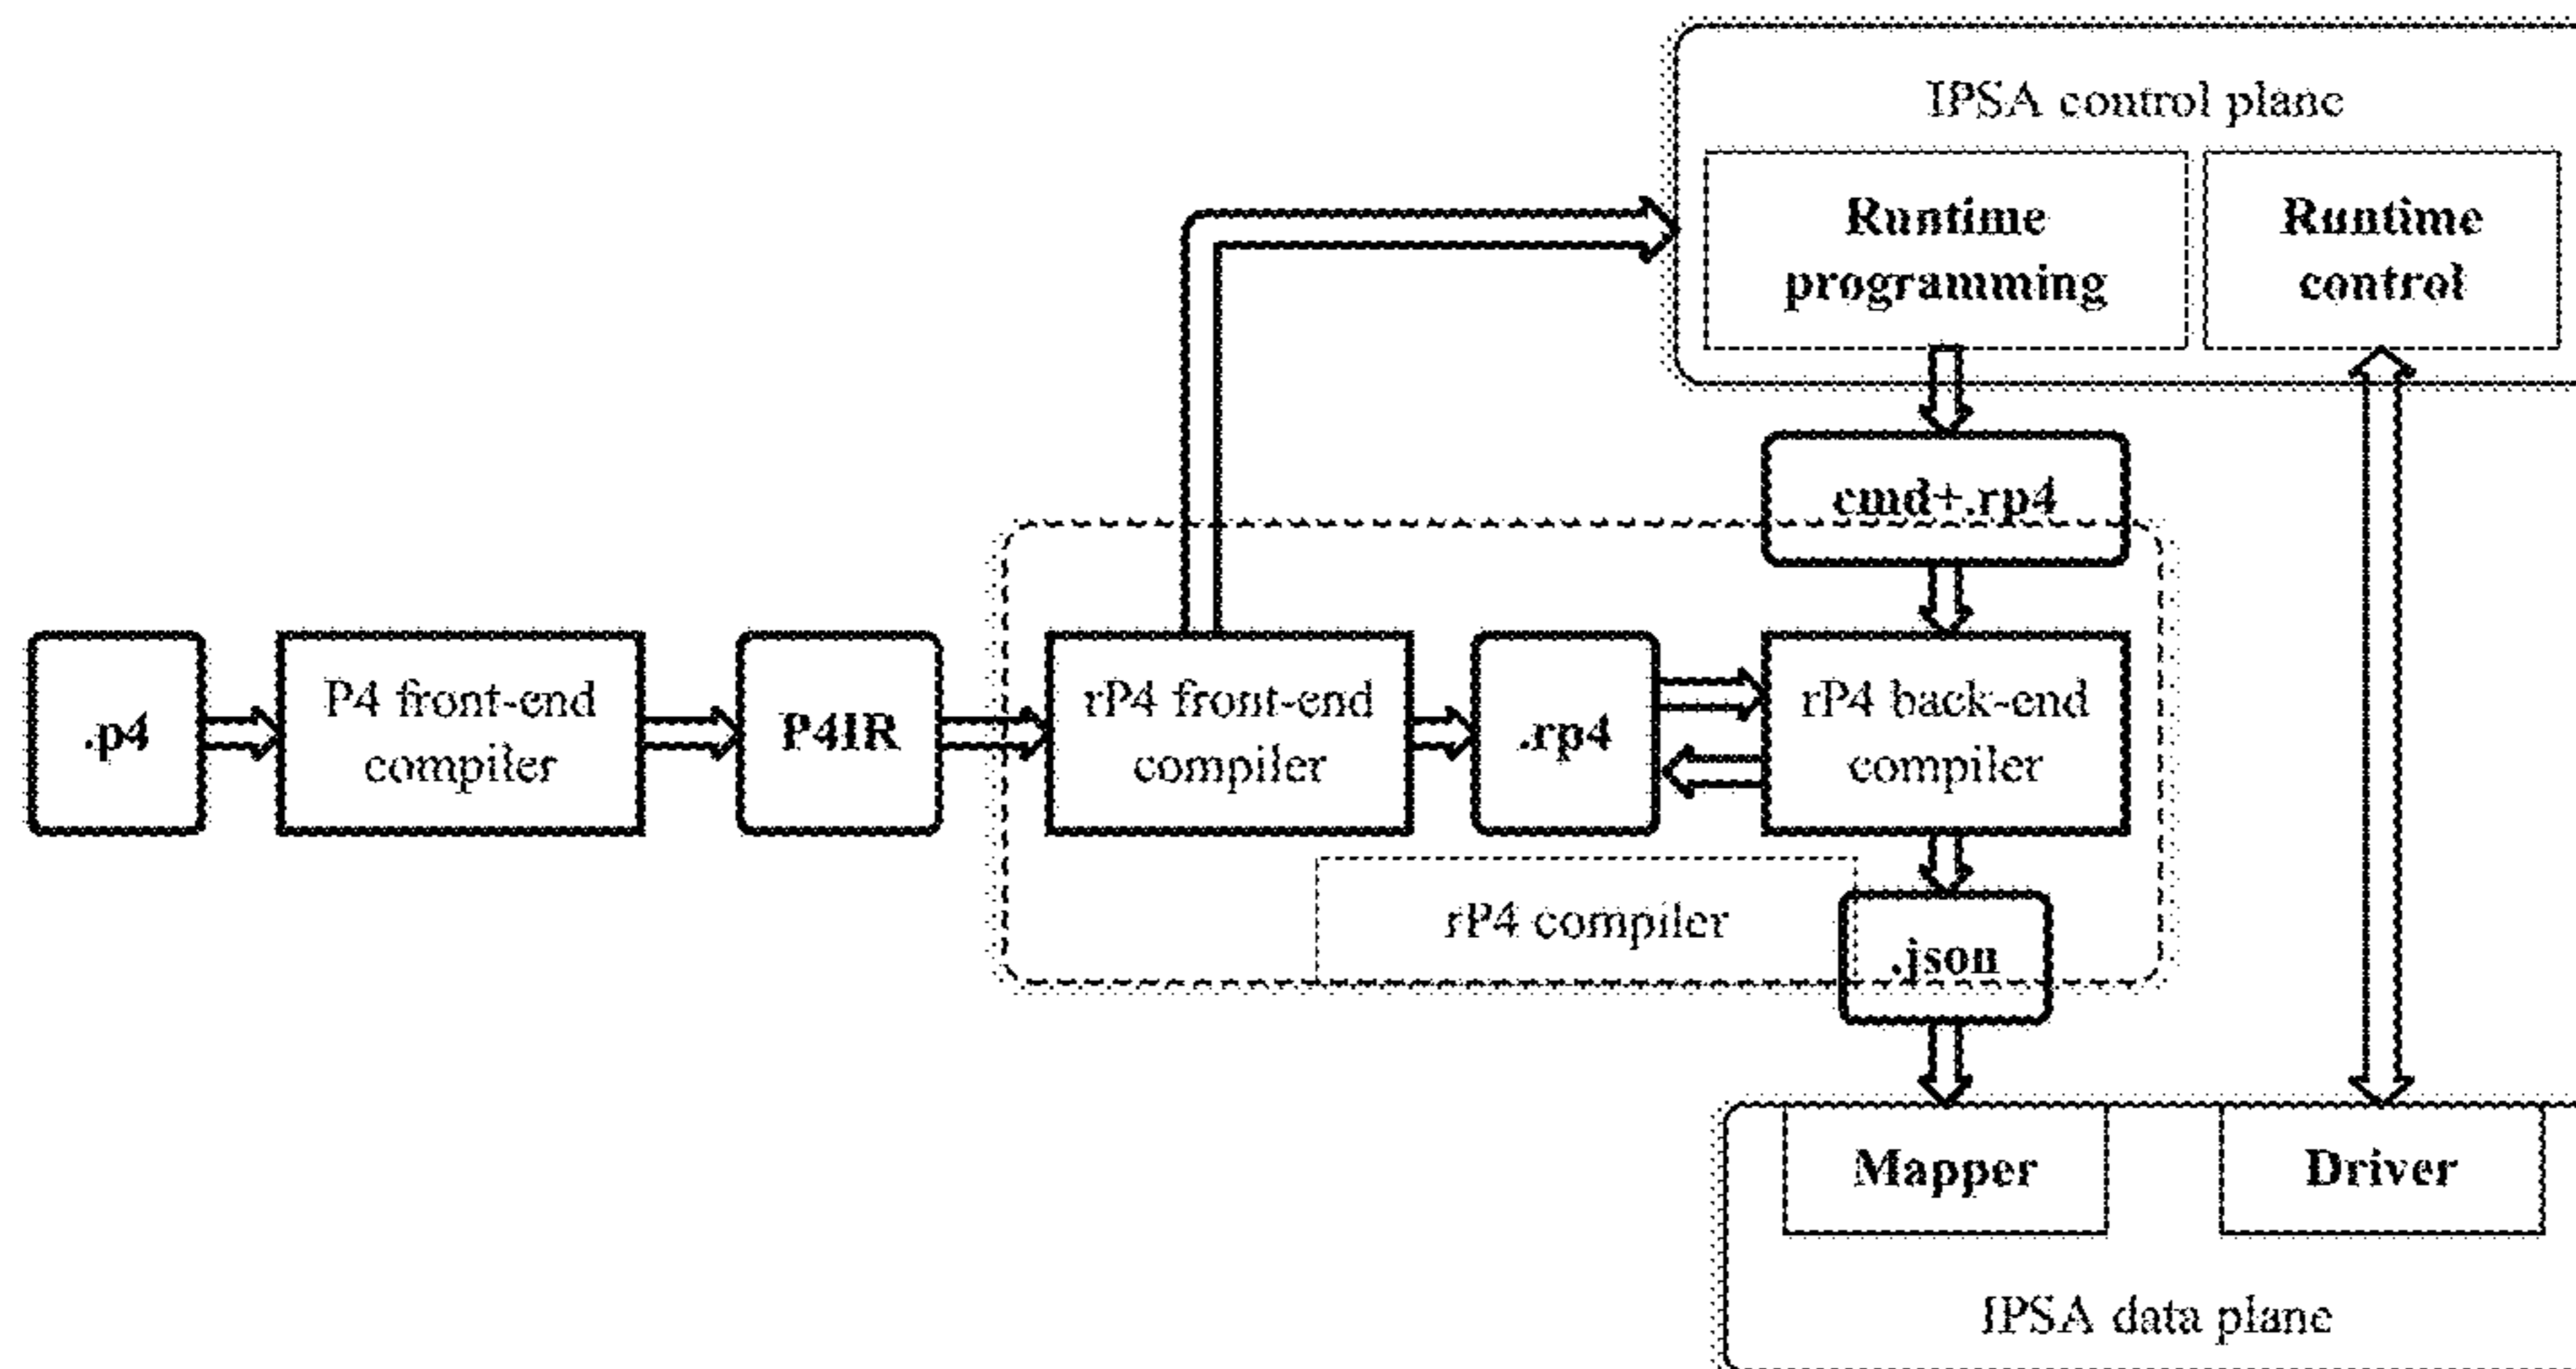 IPSA control plane
Runtime
programming
Runtime
control
cmd+.rp4
.p4
P4 front-end
compiler
P4IR
rP4 front-end
compiler
.rp4
rP4 back-end
compiler
rP4 compiler
.json
Mapper
Driver
IPSA data plane